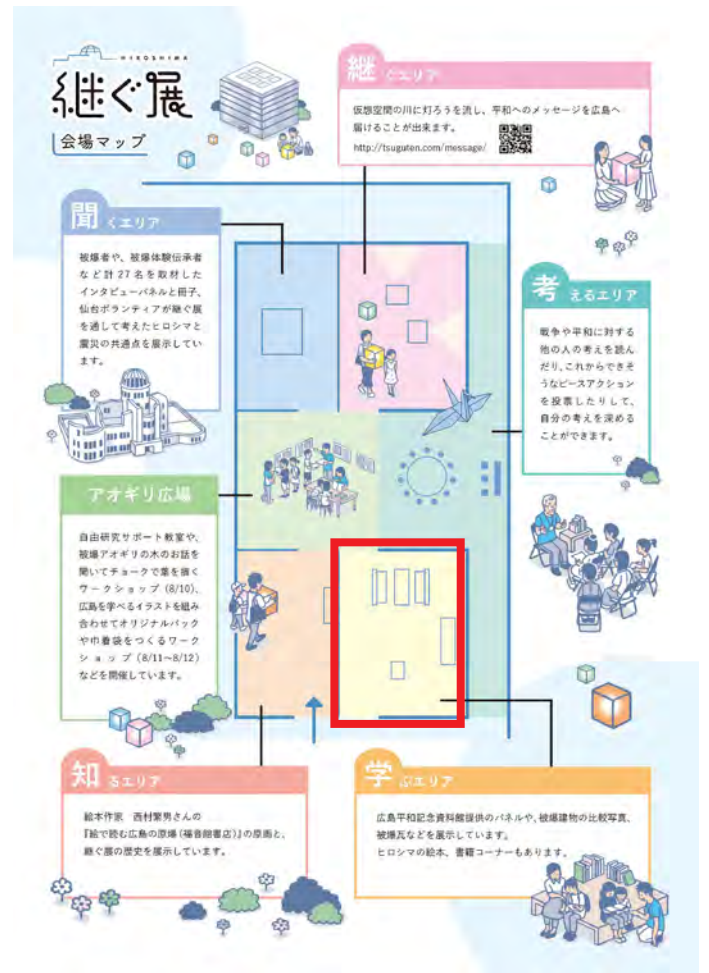 HIROSHIMA
継ぐ展
会場マップ
継ぐエリア
仮想空間の川に灯ろうを流し、平和へのメッセージを広島へ
届けることが出来ます。
http://tsuguten.com/message/
聞くエリア
被爆者や、被爆体験伝承者
など計27名を取材した
インタビューパネルと冊子、
仙台ボランティアが継ぐ展
を通して考えたヒロシマと
震災の共通点を展示してい
ます。
考えるエリア
戦争や平和に対する
他の人の考えを読ん
だり、これからできそ
うなピースアクション
を投票したりして、
自分の考えを深める
ことができます。
アオギリ広場
自由研究サポート教室や、
被爆アオギリの木のお話を
聞いてチョークで葉を描く
ワークショップ(8/10)、
広島を学べるイラストを組み
合わせてオリジナルバック
や巾着袋をつくるワーク
ショップ(8/11~8/12)
などを開催しています。
知るエリア
絵本作家 西村繁男さんの
『絵で読む広島の原爆(福音館書店)』の原画と、
継ぐ展の歴史を展示しています。
学ぶエリア
広島平和記念資料館提供のパネルや、被爆建物の比較写真、
被爆瓦などを展示しています。
ヒロシマの絵本、書籍コーナーもあります。